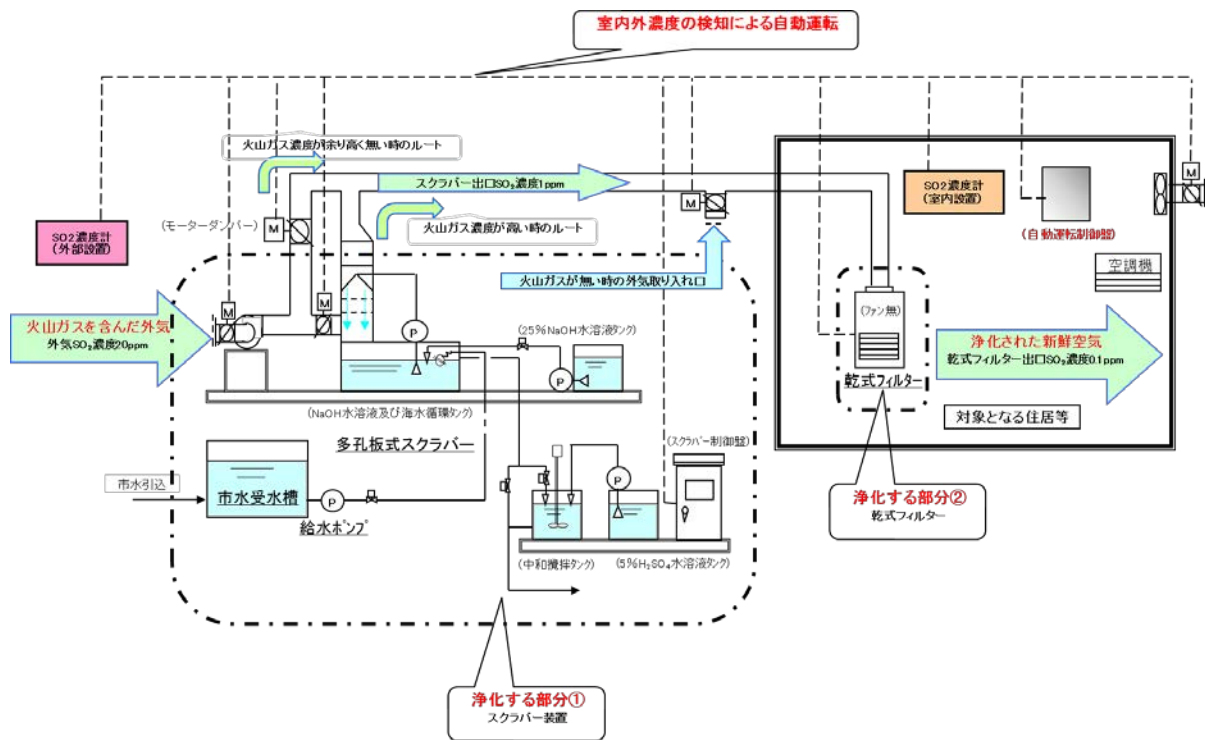 室内外濃度の検知による自動運転
火山ガス濃度が余り高く無い時のルート
スクラバー出口SO₂濃度1ppm
火山ガス濃度が高い時のルート
(モーターダンパー)
M
M
M
M
M
SO2濃度計
(外部設置)
SO2濃度計
(室内設置)
(自動運転制御盤)
空調機
火山ガスが無い時の外気取り入れ口
火山ガスを含んだ外気
外気SO₂濃度20ppm
P
(25%NaOH水溶液タンク)
P
(NaOH水溶液及び海水循環タンク)
(ファン無)
乾式フィルター
浄化された新鮮空気
乾式フィルター出口SO₂濃度0.1ppm
対象となる住居等
多孔板式スクラバー
(スクラバー制御盤)
市水引込
市水受水槽
P
給水ポンプ
P
(中和攪拌タンク)
(5%H₂SO₄水溶液タンク)
浄化する部分②
乾式フィルター
浄化する部分①
スクラバー装置